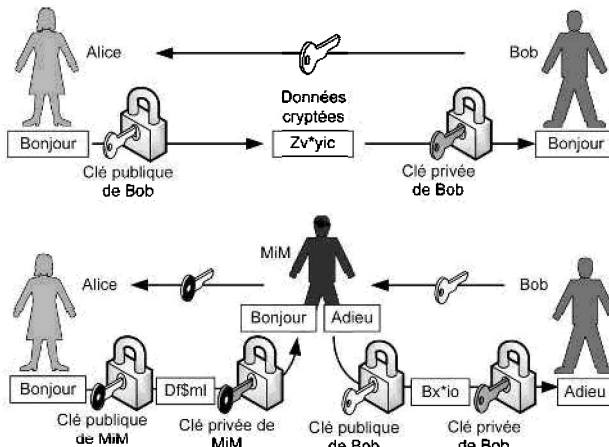 Alice
Bob
Données
cryptées
Bonjour
Zv*yic
Bonjour
Clé publique
de Bob
Clé privée
de Bob
MiM
Alice
Bob
Bonjour
Adieu
Bonjour
Df$ml
Bx*io
Adieu
Clé publique
de MiM
Clé privée de
MiM
Clé publique
de Bob
Clé privée
de Bob